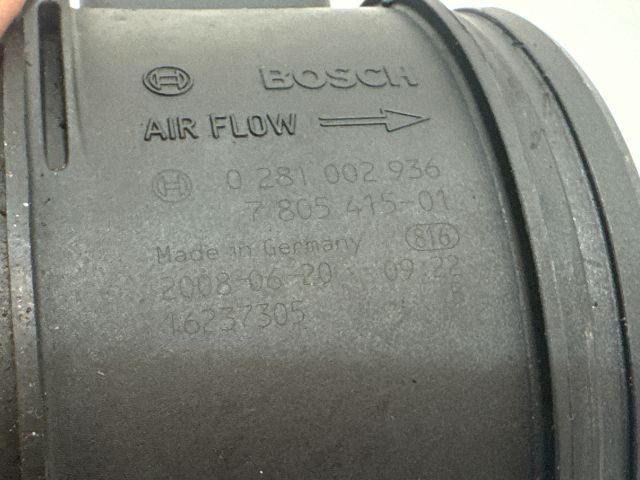 BOSCH
AIR FLOW
0 281 002 936
7 805 415-01
Made in Germany 816
2008-06-20 09:22
16237305 F